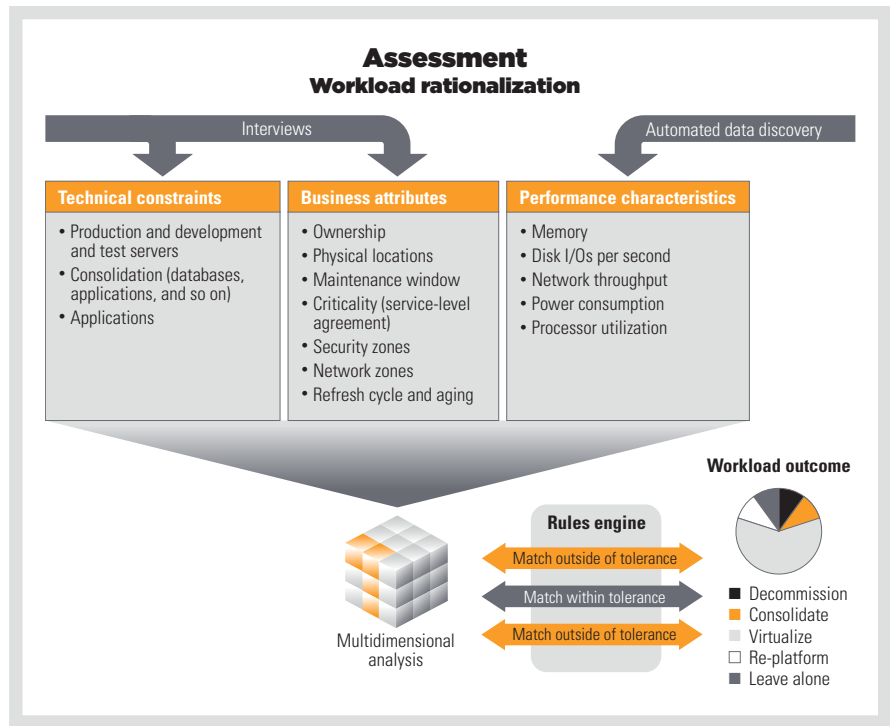 Assessment
Workload rationalization
Interviews
Automated data discovery
Technical constraints
• Production and development
and test servers
• Consolidation (databases,
applications, and so on)
• Applications
Business attributes
• Ownership
• Physical locations
• Maintenance window
• Criticality (service-level
agreement)
• Security zones
• Network zones
• Refresh cycle and aging
Performance characteristics
• Memory
• Disk I/Os per second
• Network throughput
• Power consumption
• Processor utilization
Multidimensional
analysis
Rules engine
Match outside of tolerance
Match within tolerance
Match outside of tolerance
Workload outcome
Decommission
Consolidate
Virtualize
Re-platform
Leave alone